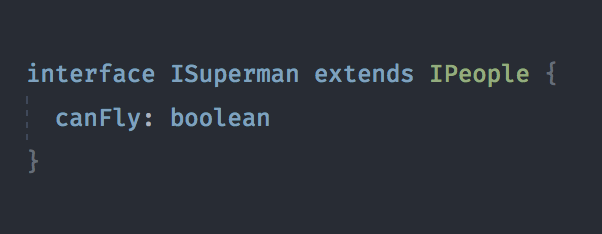 interface ISuperman extends IPeople {
canFly: boolean
}